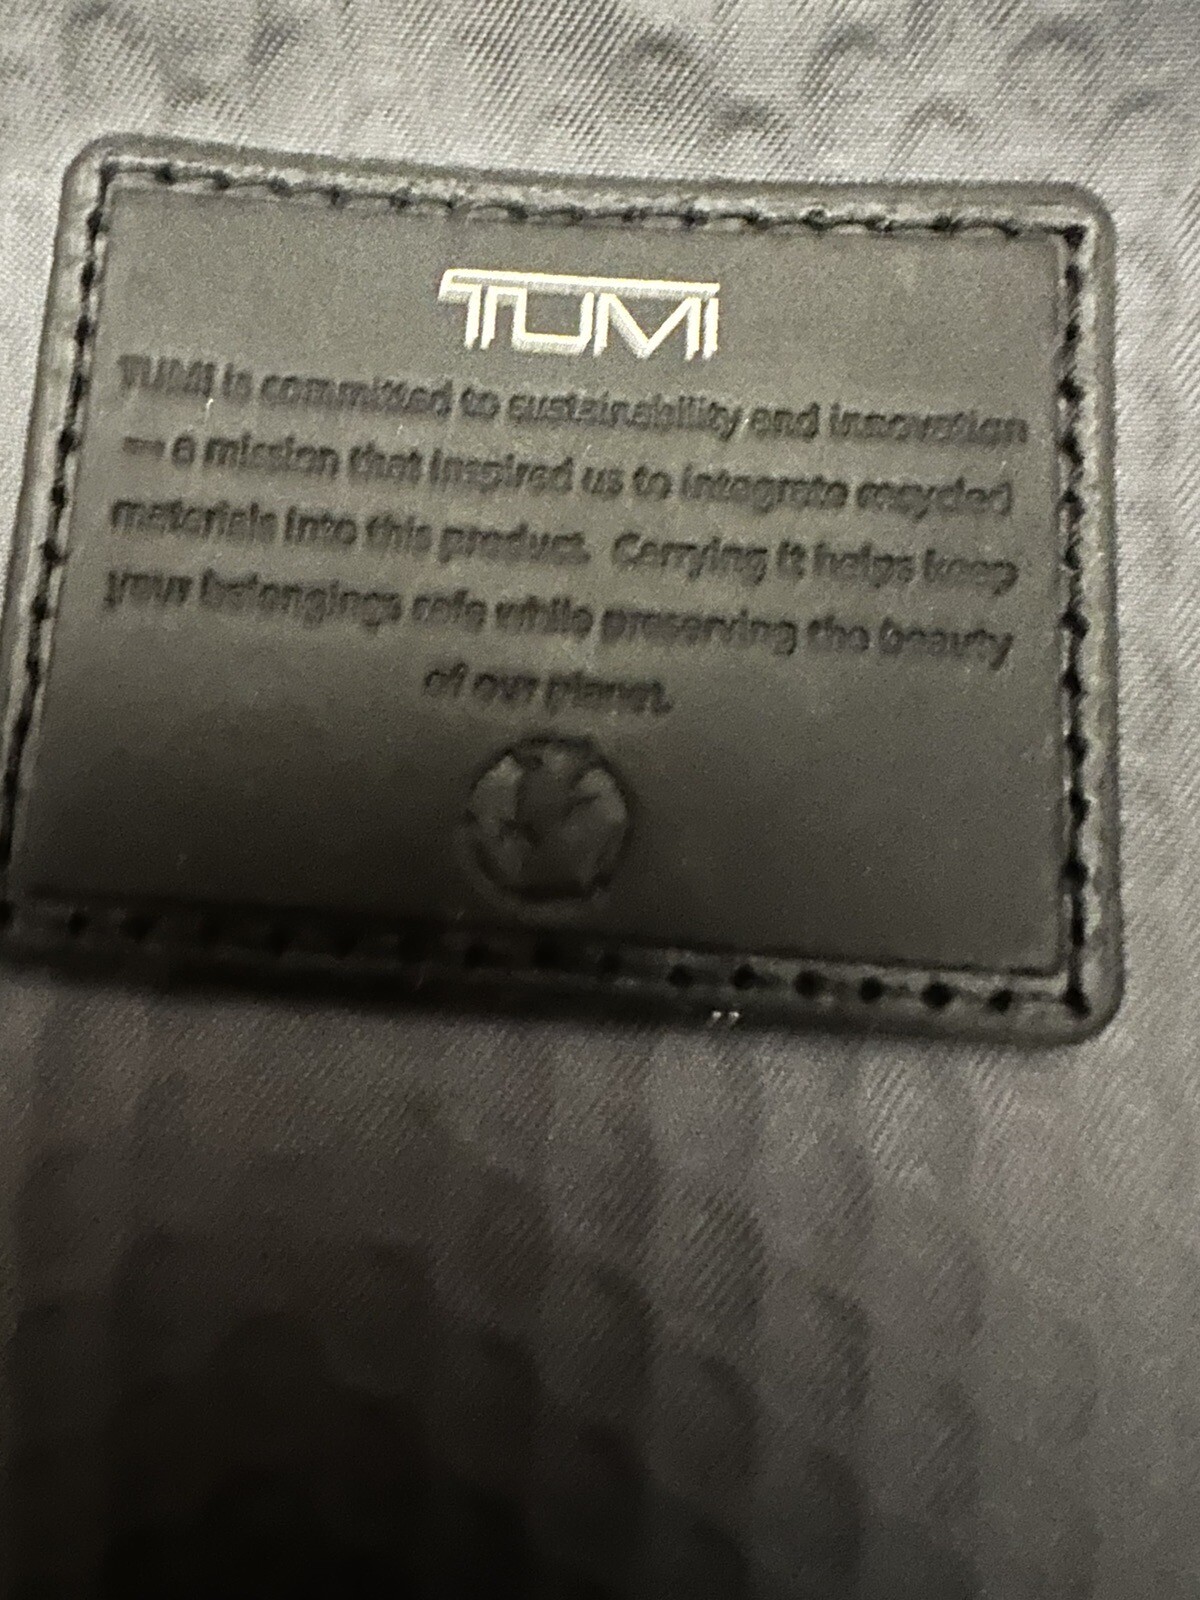 TUMI
TUMI is committed to sustainability and innovation
— a mission that inspired us to integrate recycled
materials into this product. Carrying it helps keep
your belongings safe while preserving the beauty
of our planet.